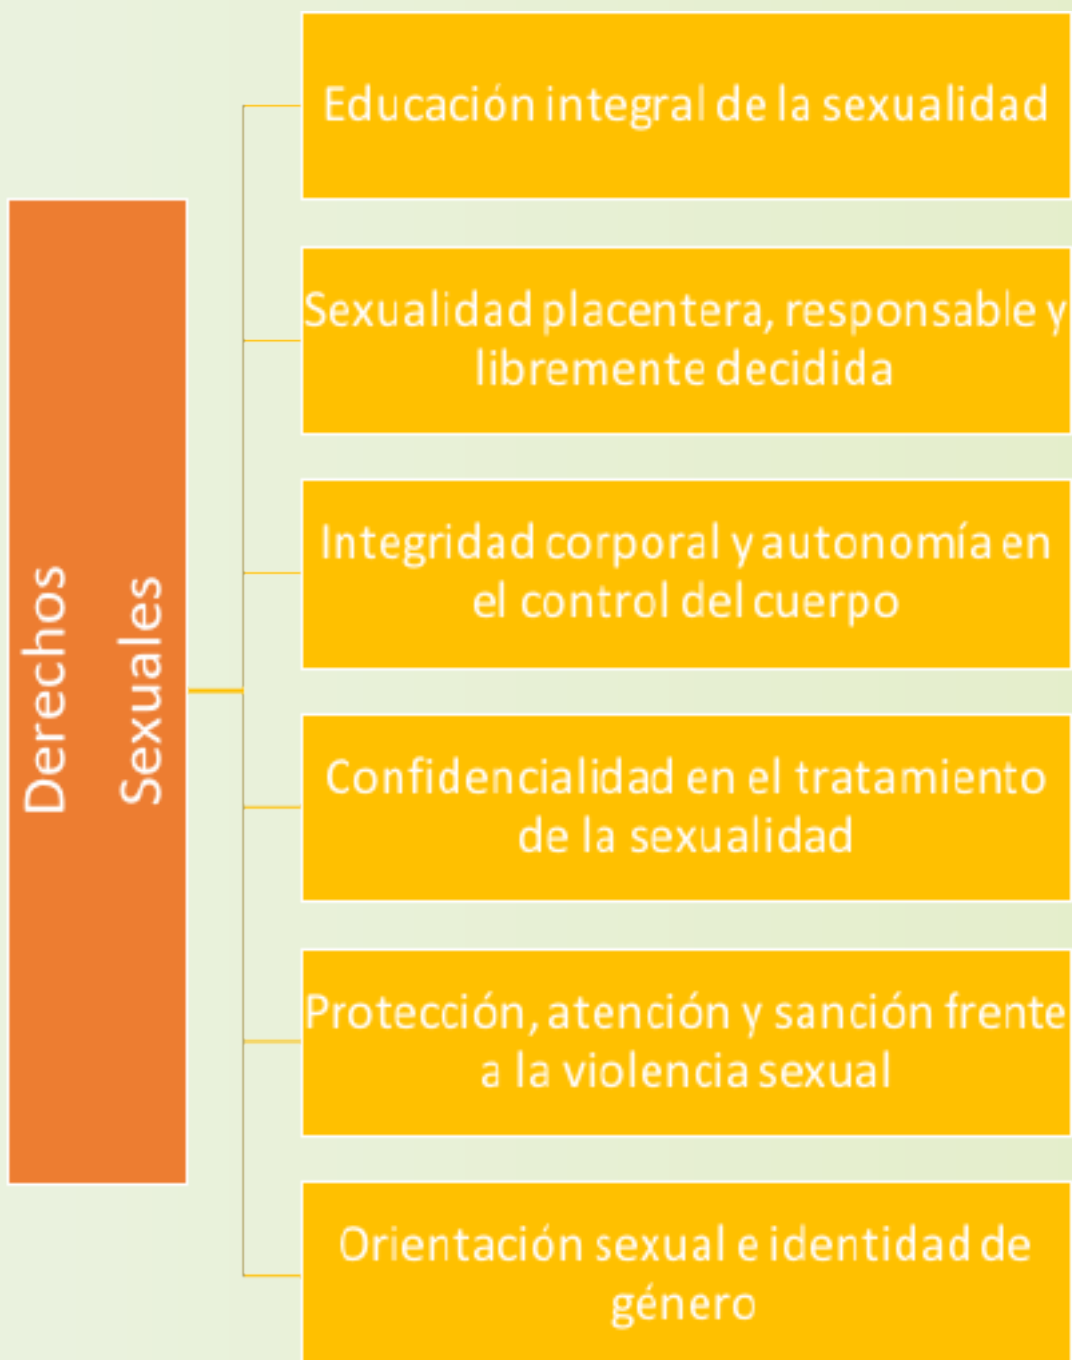 Derechos
Sexuales
Educación integral de la sexualidad
Sexualidad placentera, responsable y
libremente decidida
Integridad corporal y autonomía en
el control del cuerpo
Confidencialidad en el tratamiento
de la sexualidad
Protección, atención y sanción frente
a la violencia sexual
Orientación sexual e identidad de
género